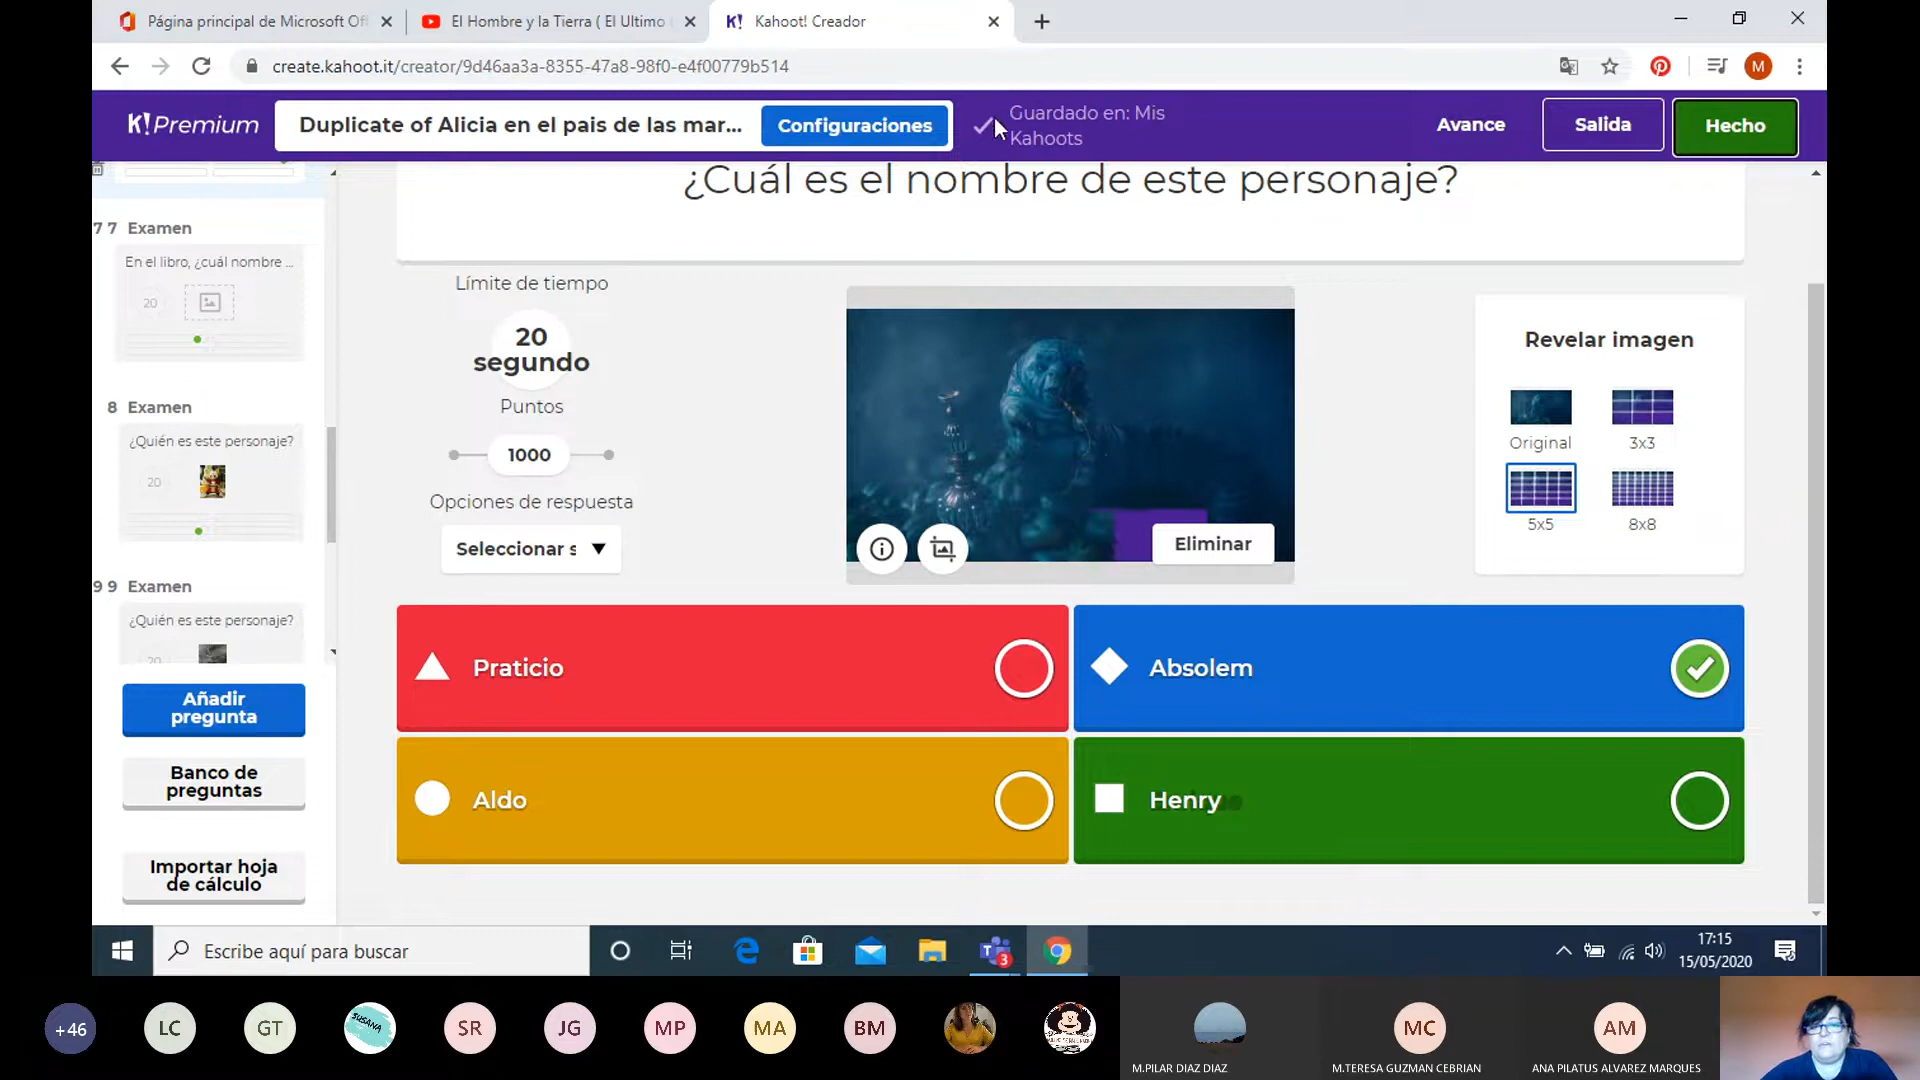 Página principal de Microsoft Of
El Hombre y la Tierra ( El Ultimo
K! Kahoot! Creador
create.kahoot.it/creator/9d46aa3a-8355-47a8-98f0-e4f00779b514
M
K! Premium
Duplicate of Alicia en el pais de las mar...
Configuraciones
Guardado en: Mis
Kahoots
Avance
Salida
Hecho
¿Cuál es el nombre de este personaje?
7 7 Examen
En el libro, ¿cuál nombre ...
20
8 Examen
¿Quién es este personaje?
20
9 9 Examen
¿Quién es este personaje?
20
Añadir
pregunta
Banco de
preguntas
Importar hoja
de cálculo
Límite de tiempo
20
segundo
Puntos
1000
Opciones de respuesta
Seleccionar s
Eliminar
Revelar imagen
Original
3x3
5x5
8x8
Praticio
Absolem
Aldo
Henry
Escribe aquí para buscar
3
17:15
15/05/2020
+46
LC
GT
SUSANA
SR
JG
MP
MA
BM
M.PILAR DIAZ DIAZ
MC
M.TERESA GUZMAN CEBRIAN
AM
ANA PILATUS ALVAREZ MARQUES